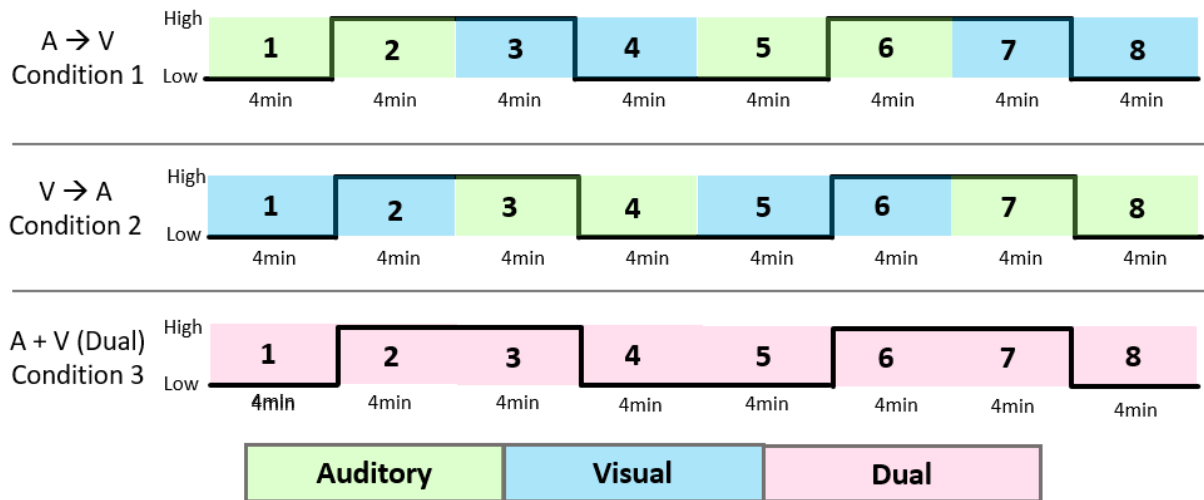 A → V
Condition 1
High
Low
1 2 3 4 5 6 7 8
4min 4min 4min 4min 4min 4min 4min 4min
V → A
Condition 2
High
Low
1 2 3 4 5 6 7 8
4min 4min 4min 4min 4min 4min 4min 4min
A + V (Dual)
Condition 3
High
Low
1 2 3 4 5 6 7 8
4min 4min 4min 4min 4min 4min 4min 4min
Auditory Visual Dual